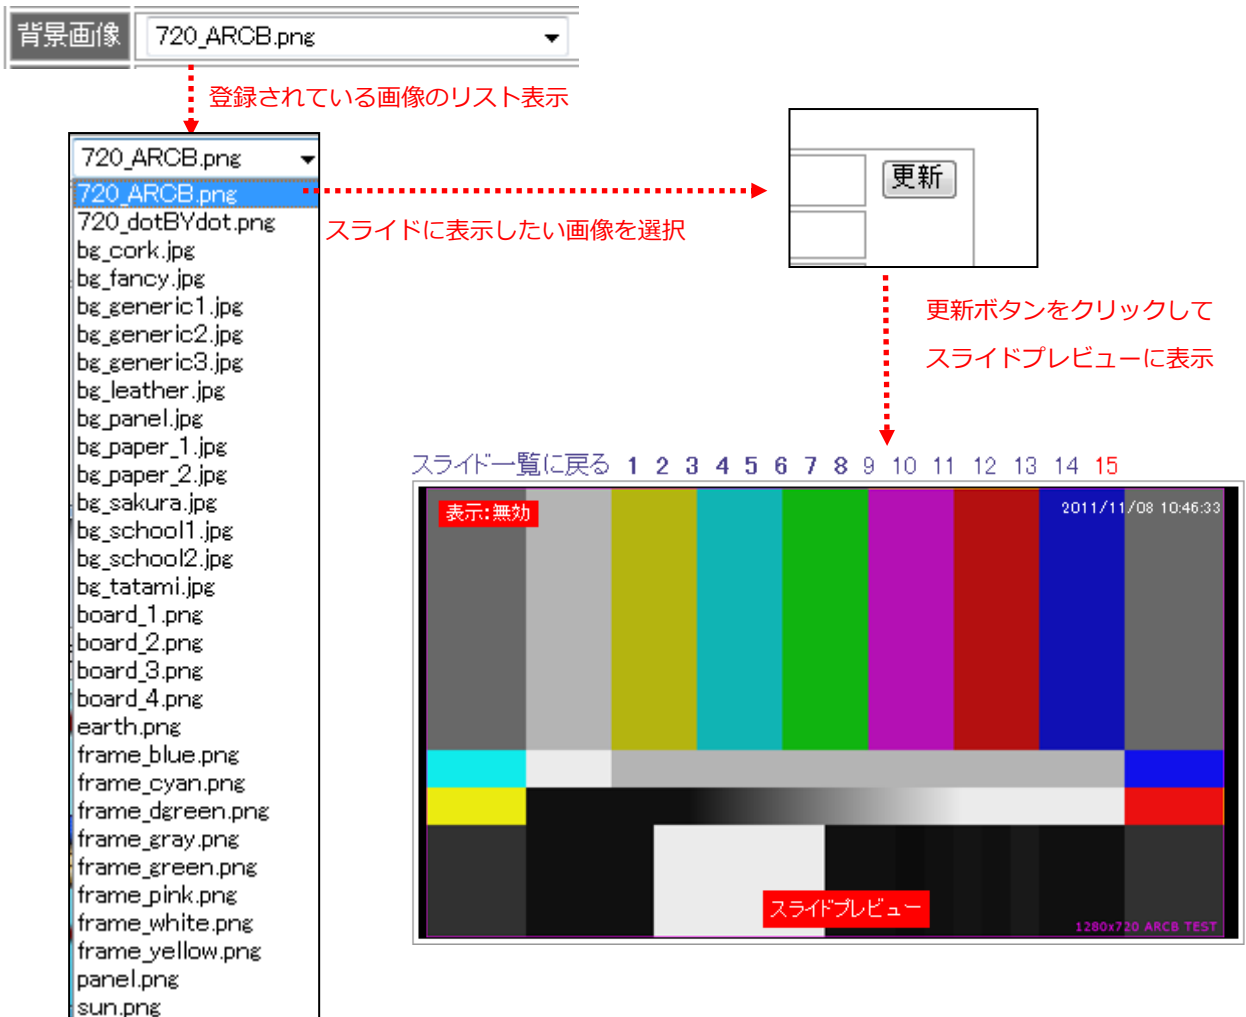 背景画像 720_ARCB.png
登録されている画像のリスト表示
720_ARCB.png
720_ARCB.png
720_dotBYdot.png
bg_cork.jpg
bg_fancy.jpg
bg_generic1.jpg
bg_generic2.jpg
bg_generic3.jpg
bg_leather.jpg
bg_panel.jpg
bg_paper_1.jpg
bg_paper_2.jpg
bg_sakura.jpg
bg_school1.jpg
bg_school2.jpg
bg_tatami.jpg
board_1.png
board_2.png
board_3.png
board_4.png
earth.png
frame_blue.png
frame_cyan.png
frame_dgreen.png
frame_gray.png
frame_green.png
frame_pink.png
frame_white.png
frame_yellow.png
panel.png
sun.png
スライドに表示したい画像を選択
更新
更新ボタンをクリックして
スライドプレビューに表示
スライド一覧に戻る 1 2 3 4 5 6 7 8 9 10 11 12 13 14 15
表示:無効
2011/11/08 10:46:33
スライドプレビュー
1280x720 ARCB TEST